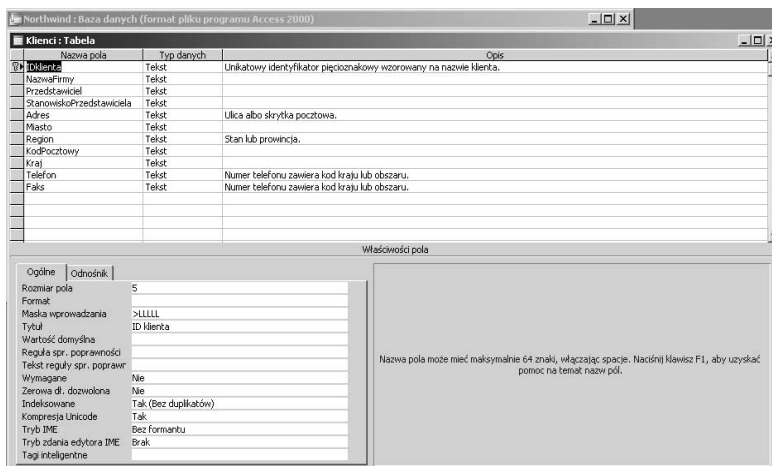 Northwind : Baza danych (format pliku programu Access 2000)
Klienci : Tabela
Nazwa pola Typ danych Opis
IDklienta Tekst Unikatowy identyfikator pięcioznakowy wzorowany na nazwie klienta.
NazwaFirmy Tekst
Przedstawiciel Tekst
StanowiskoPrzedstawiciela Tekst
Adres Tekst Ulica albo skrytka pocztowa.
Miasto Tekst
Region Tekst Stan lub prowincja.
KodPocztowy Tekst
Kraj Tekst
Telefon Tekst Numer telefonu zawiera kod kraju lub obszaru.
Faks Tekst Numer telefonu zawiera kod kraju lub obszaru.
Właściwości pola
Ogólne Odnośnik
Rozmiar pola 5
Format
Maska wprowadzania >LLLLL
Tytuł ID klienta
Wartość domyślna
Reguła spr. poprawności
Tekst reguły spr. poprawr
Wymagane Nie
Zerowa dł. dozwolona Nie
Indeksowane Tak (Bez duplikatów)
Kompresja Unicode Tak
Tryb IME Bez formantu
Tryb zdania edytora IME Brak
Tagi inteligentne
Nazwa pola może mieć maksymalnie 64 znaki, włączając spacje. Naciśnij klawisz F1, aby uzyskać
pomoc na temat nazw pól.